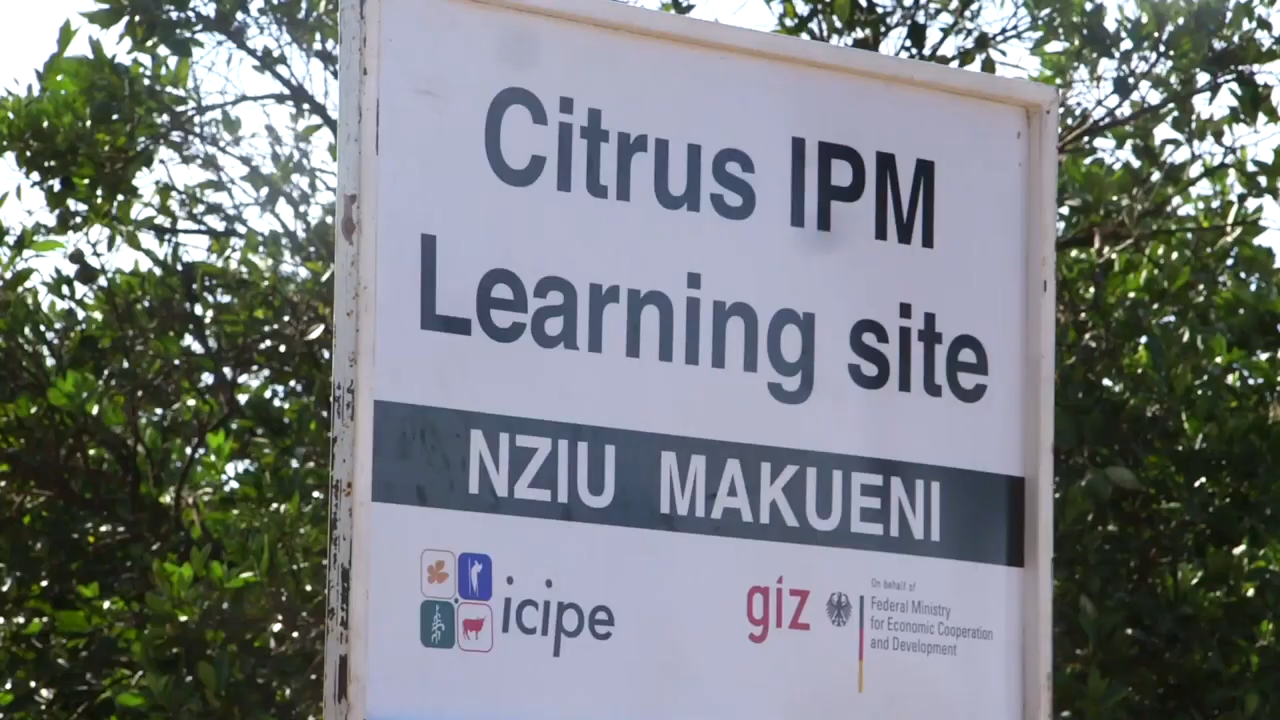 Citrus IPM
Learning site
NZIU MAKUENI
icipe
giz
On behalf of
Federal Ministry
for Economic Cooperation
and Development